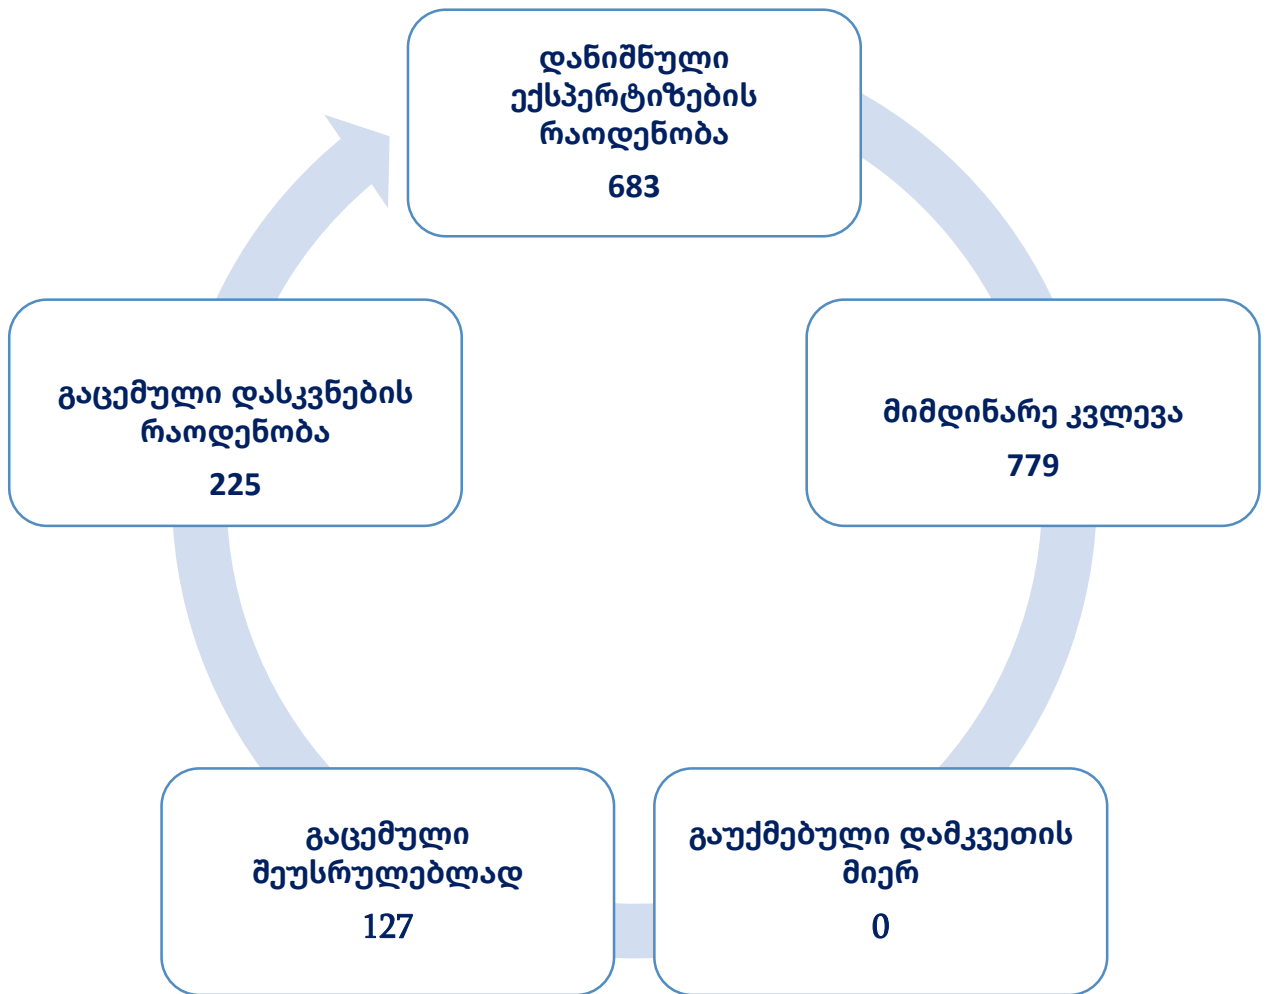 დანიშნული
ექსპერტიზების
რაოდენობა
683
გაცემული დასკვნების
რაოდენობა
225
მიმდინარე კვლევა
779
გაცემული
შეუსრულებლად
127
გაუქმებული დამკვეთის
მიერ
0